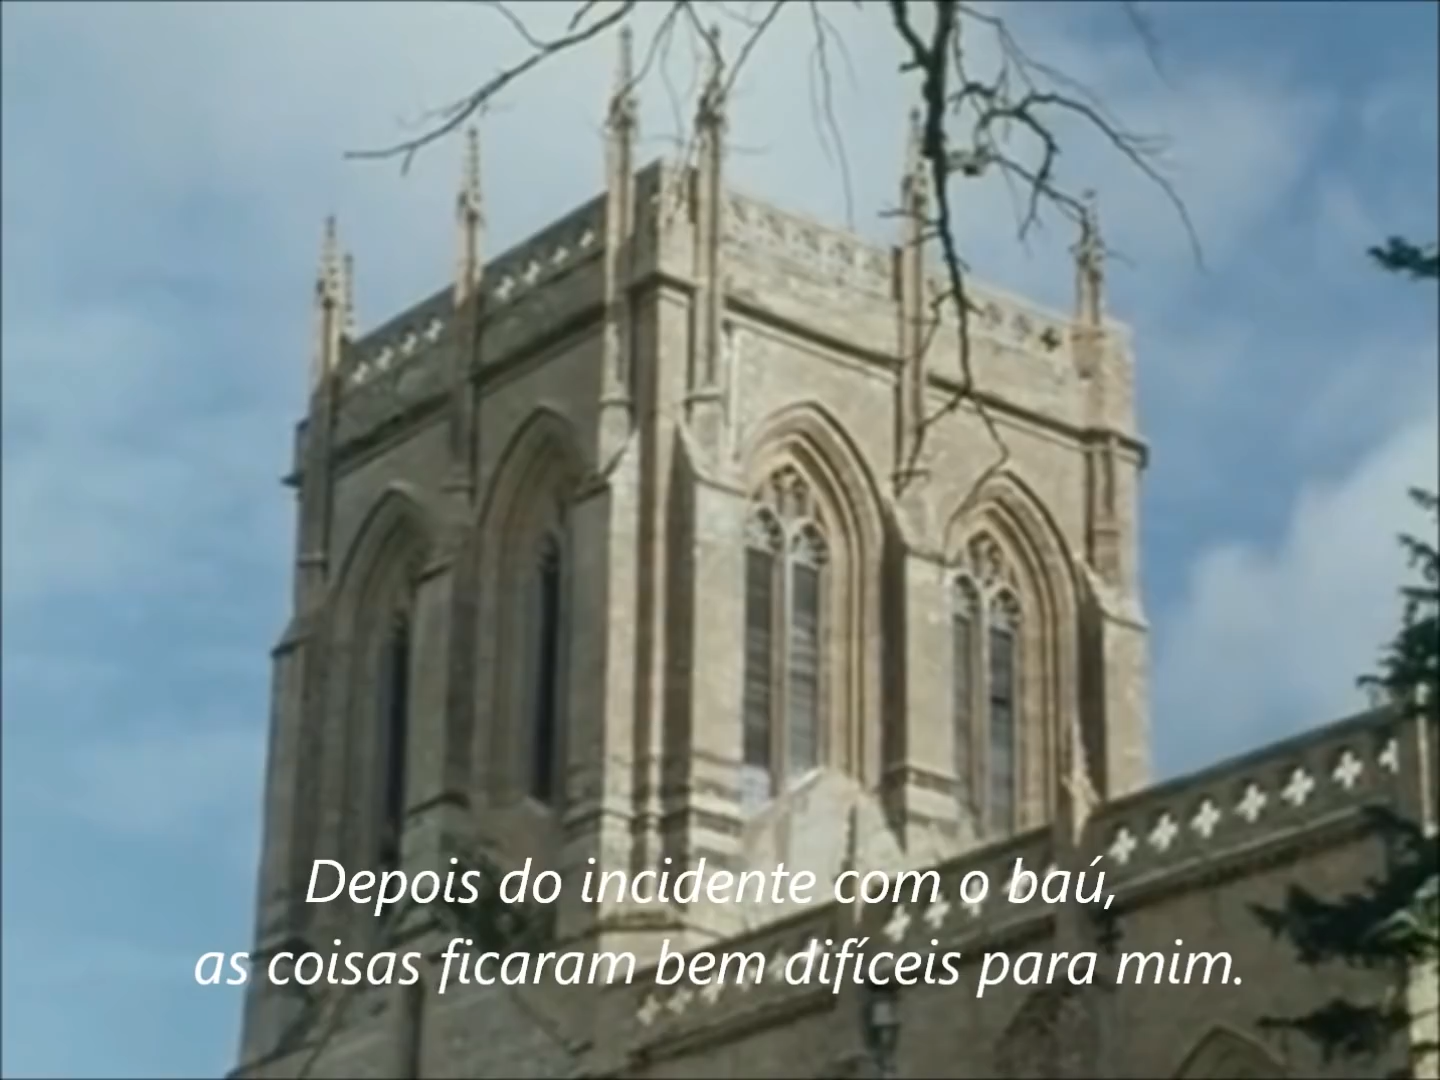 Depois do incidente com o baú,
as coisas ficaram bem difíceis para mim.